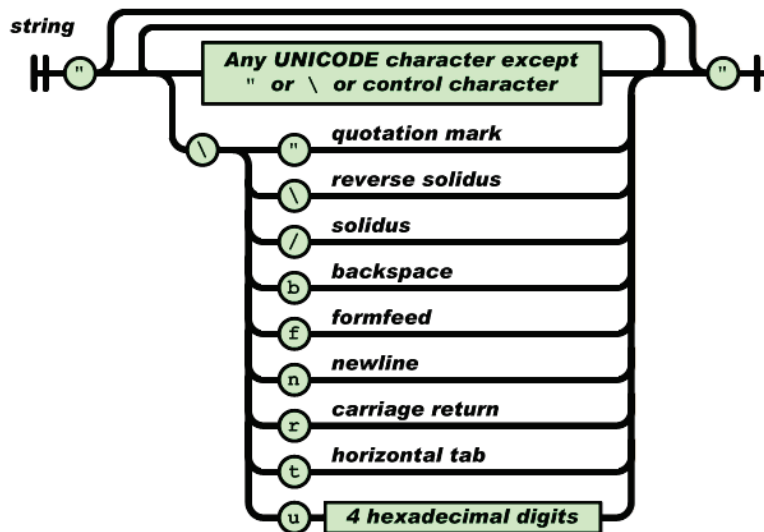 string
"
Any UNICODE character except
" or \ or control character
"
\
" quotation mark
\ reverse solidus
/ solidus
b backspace
f formfeed
n newline
r carriage return
t horizontal tab
u 4 hexadecimal digits